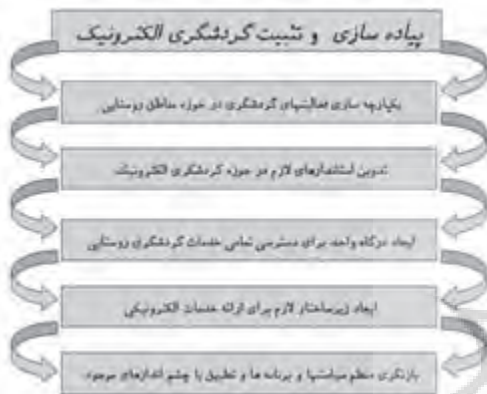 پیاده سازی و تثبیت گردشگری الکترونیک
یکپارچه سازی فعالیتهای گردشگری در حوزه مناطق روستایی
تدوین استانداردهای لازم در حوزه گردشگری الکترونیک
ایجاد درگاه واحد برای دسترسی تمامی خدمات گردشگری روستایی
ایجاد زیرساختار لازم برای ارائه خدمات الکترونیکی
بازنگری منظم سیاستها و برنامه ها و تطبیق با چشم اندازهای موجود